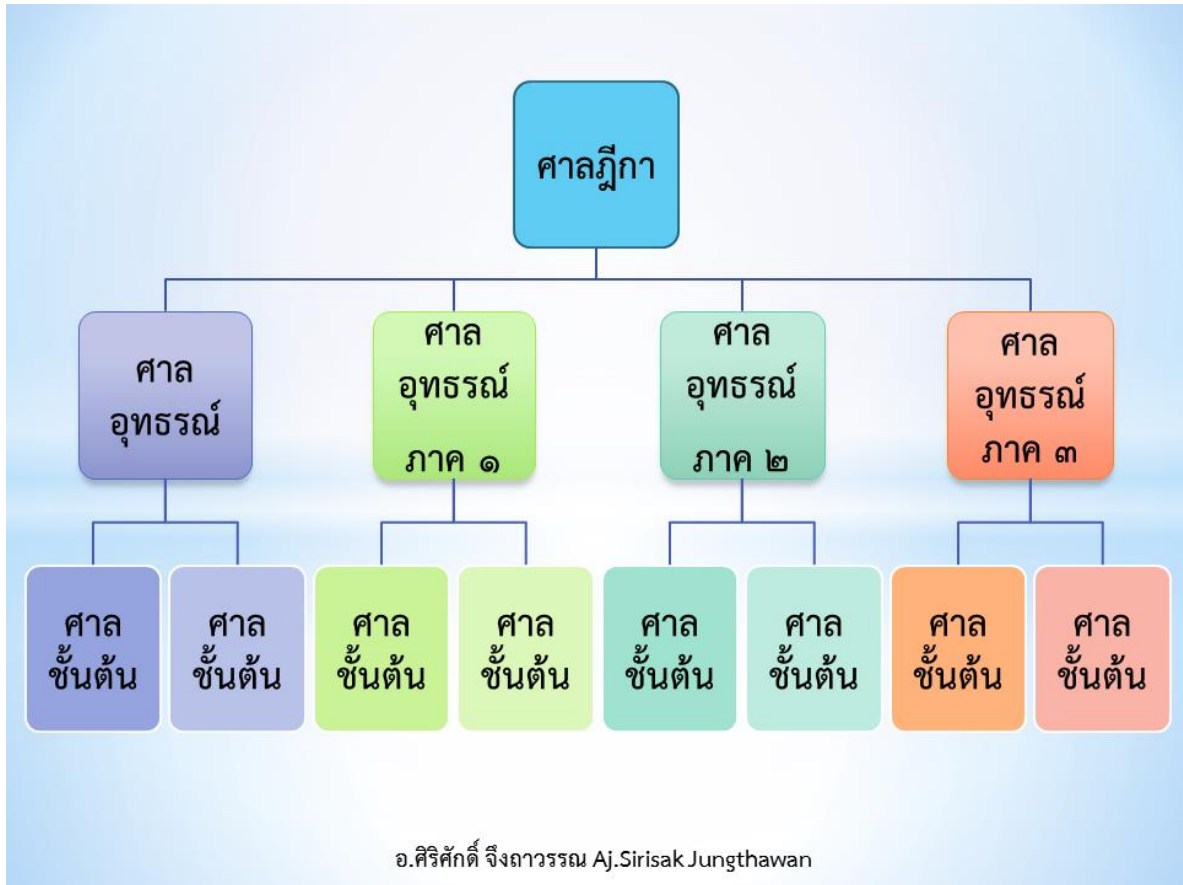 ศาลฎีกา
ศาล
อุทธรณ์
ศาล
อุทธรณ์
ภาค ๑
ศาล
อุทธรณ์
ภาค ๒
ศาล
อุทธรณ์
ภาค ๓
ศาล
ชั้นต้น
ศาล
ชั้นต้น
ศาล
ชั้นต้น
ศาล
ชั้นต้น
ศาล
ชั้นต้น
ศาล
ชั้นต้น
ศาล
ชั้นต้น
ศาล
ชั้นต้น
อ.ศิริศักดิ์ จึงถาวรรณ Aj.Sirisak Jungthawan